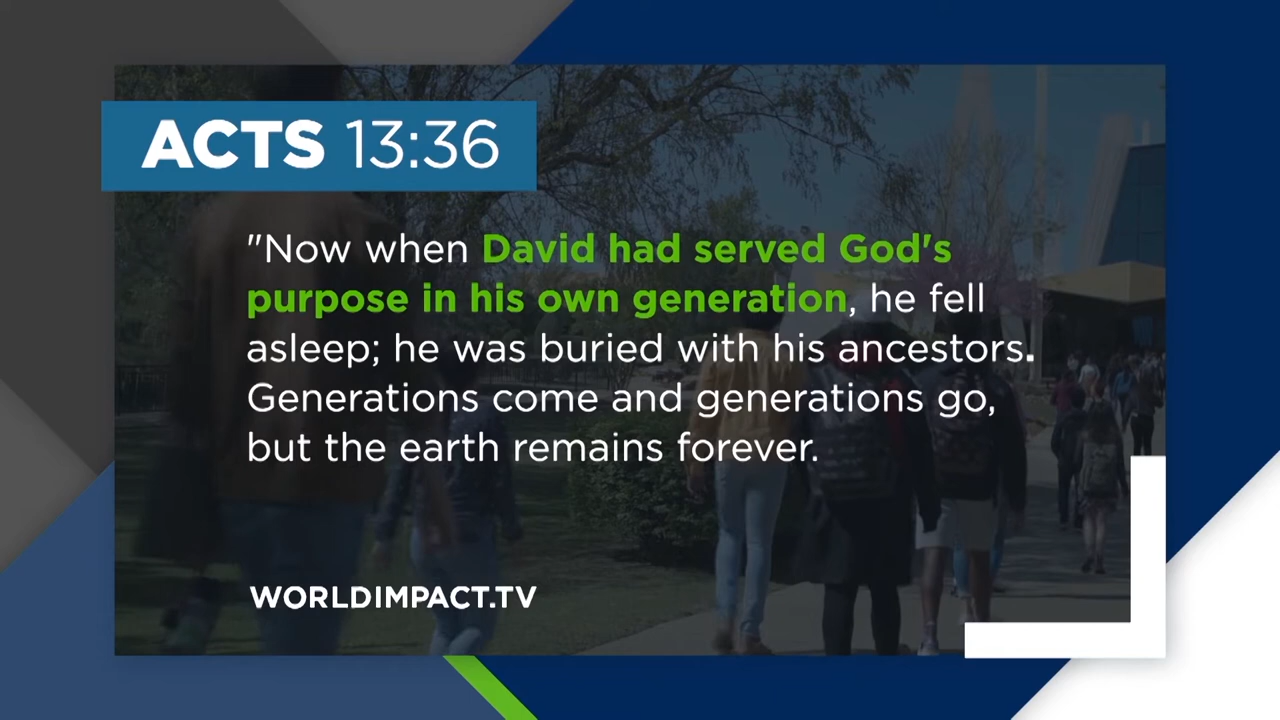 ACTS 13:36
"Now when David had served God's
purpose in his own generation, he fell
asleep; he was buried with his ancestors.
Generations come and generations go,
but the earth remains forever.
WORLDIMPACT.TV